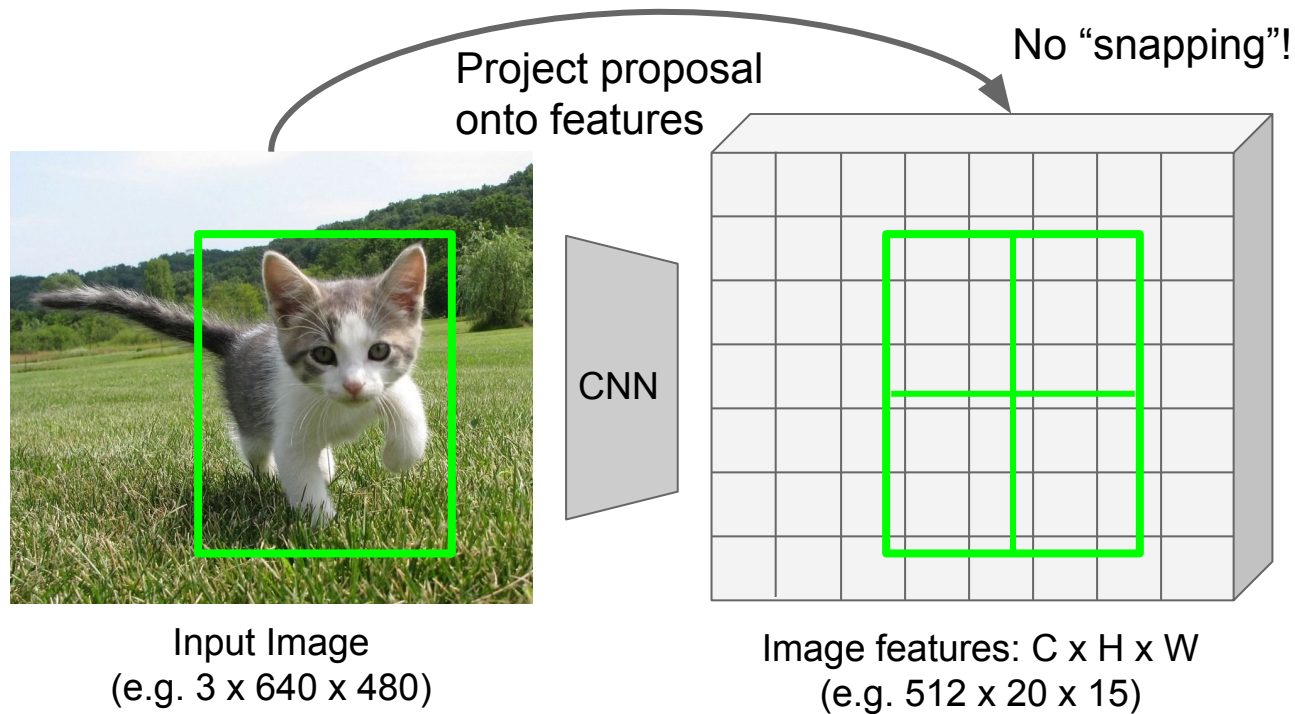 No “snapping”!
Project proposal
onto features
CNN
Input Image
(e.g. 3 x 640 x 480)
Image features: C x H x W
(e.g. 512 x 20 x 15)